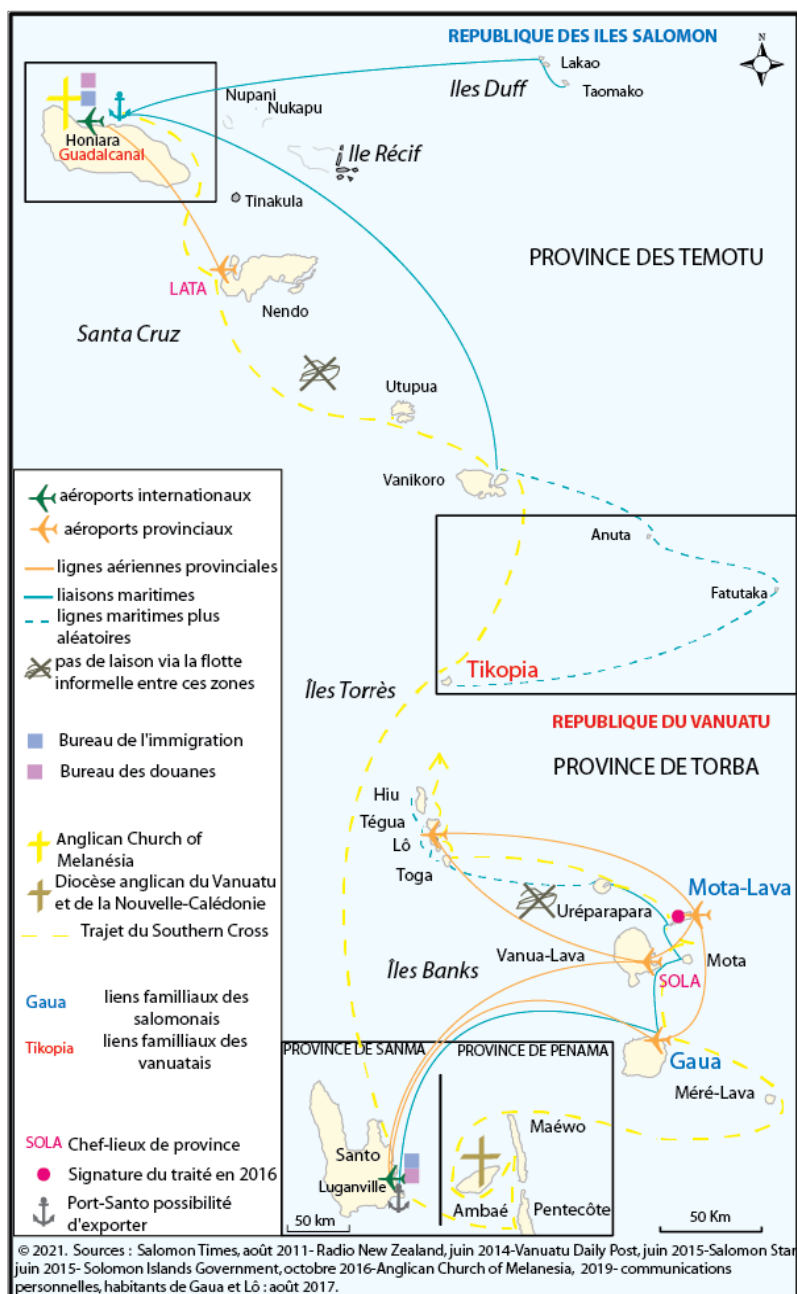 REPUBLIQUE DES ILES SALOMON
N
Lakao
Iles Duff
Taomako
Nupani
Nukapu
Honiara
Guadalcanal
Ile Récif
Tinakula
PROVINCE DES TEMOTU
LATA
Nendo
Santa Cruz
Utupua
Vanikoro
Anuta
Fatutaka
Tikopia
Îles Torrès
REPUBLIQUE DU VANUATU
PROVINCE DE TORBA
Hiu
Tégua
Lô
Toga
Mota-Lava
Uréparapara
Vanua-Lava
Mota
SOLA
Îles Banks
Gaua
Méré-Lava
PROVINCE DE SANMA
PROVINCE DE PENAMA
Maéwo
Santo
Luganville
Ambaé
Pentecôte
50 km
50 Km
aéroports internationaux
aéroports provinciaux
lignes aériennes provinciales
liaisons maritimes
lignes maritimes plus
aléatoires
pas de laison via la flotte
informelle entre ces zones
Bureau de l'immigration
Bureau des douanes
Anglican Church of
Melanésia
Diocèse anglican du Vanuatu
et de la Nouvelle-Calédonie
Trajet du Southern Cross
Gaua liens familliaux des
salomonais
Tikopia liens familliaux des
vanuatais
SOLA Chef-lieux de province
Signature du traité en 2016
Port-Santo possibilité
d'exporter
© 2021. Sources : Salomon Times, août 2011- Radio New Zealand, juin 2014-Vanuatu Daily Post, juin 2015-Salomon Star
juin 2015- Solomon Islands Government, octobre 2016-Anglican Church of Melanesia, 2019- communications
personnelles, habitants de Gaua et Lô : août 2017.